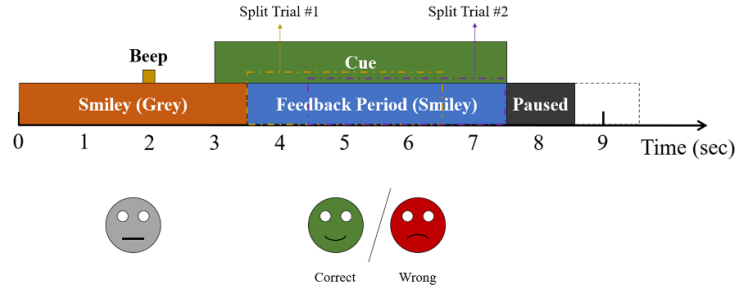 Split Trial #1
Split Trial #2
Beep
Cue
Smiley (Grey)
Feedback Period (Smiley)
Paused
0 1 2 3 4 5 6 7 8 9
Time (sec)
Correct
Wrong